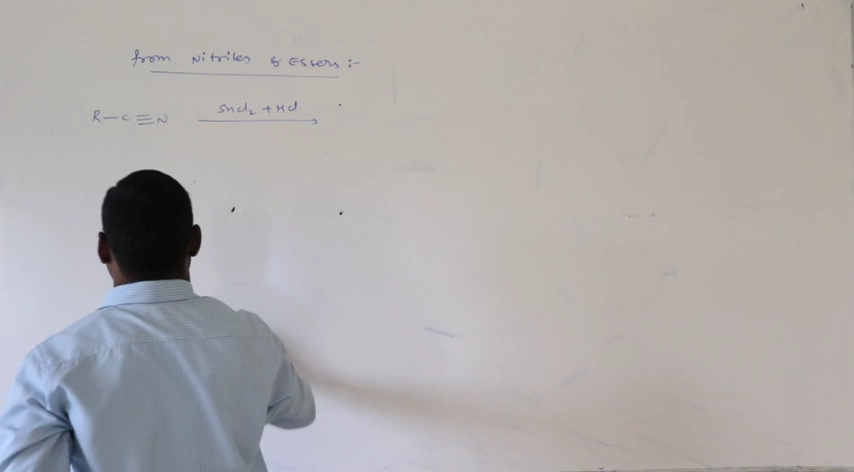 from Nitriles & Esters :-
SnCl₂ + HCl
R-C≡N